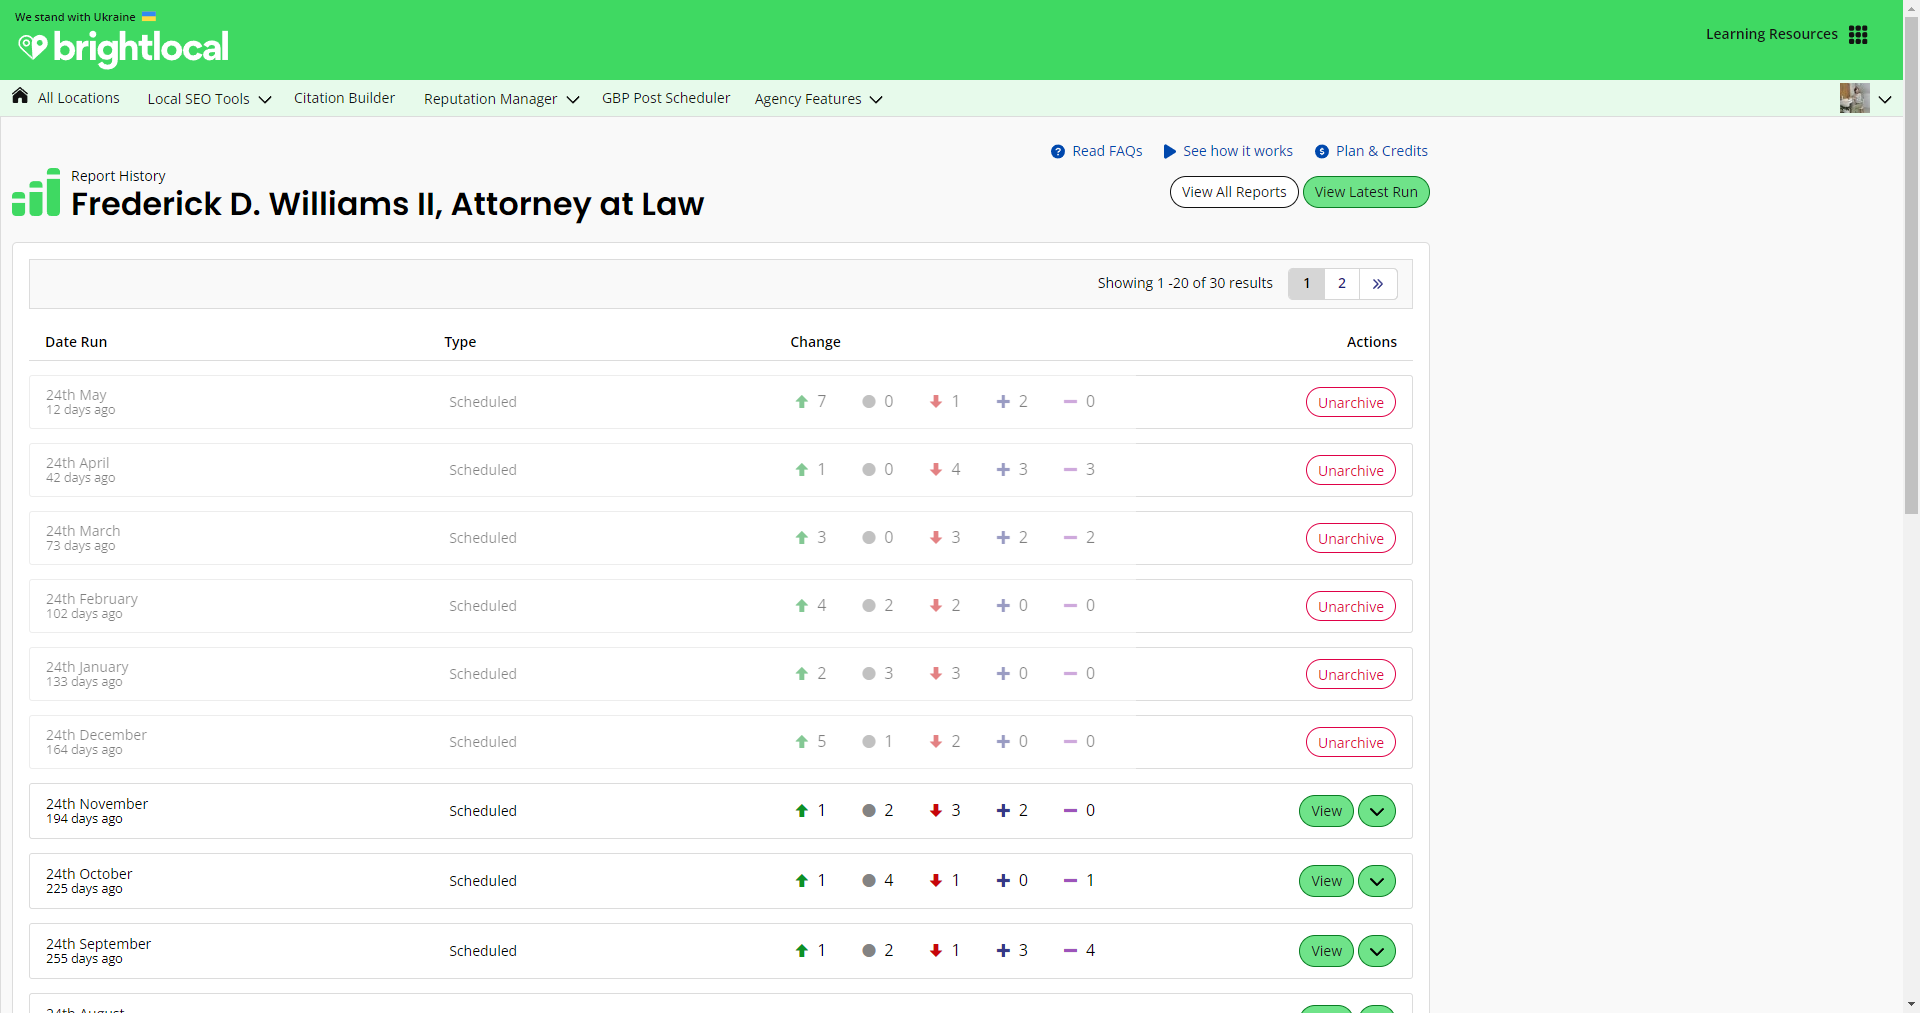 We stand with Ukraine
brightlocal
Learning Resources
All Locations Local SEO Tools Citation Builder Reputation Manager GBP Post Scheduler Agency Features
Read FAQs See how it works Plan & Credits
Report History
Frederick D. Williams II, Attorney at Law
View All Reports View Latest Run
Showing 1 -20 of 30 results 1 2 »
Date Run Type Change Actions
24th May
12 days ago
Scheduled 7 0 1 2 0 Unarchive
24th April
42 days ago
Scheduled 1 0 4 3 3 Unarchive
24th March
73 days ago
Scheduled 3 0 3 2 2 Unarchive
24th February
102 days ago
Scheduled 4 2 2 0 0 Unarchive
24th January
133 days ago
Scheduled 2 3 3 0 0 Unarchive
24th December
164 days ago
Scheduled 5 1 2 0 0 Unarchive
24th November
194 days ago
Scheduled 1 2 3 2 0 View
24th October
225 days ago
Scheduled 1 4 1 0 1 View
24th September
255 days ago
Scheduled 1 2 1 3 4 View
24th August